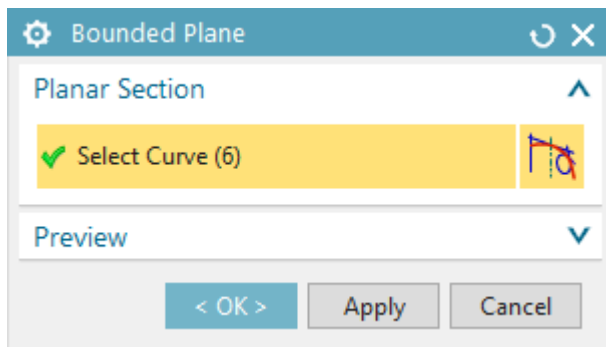 Bounded Plane
Planar Section
Select Curve (6)
Preview
< OK >
Apply
Cancel